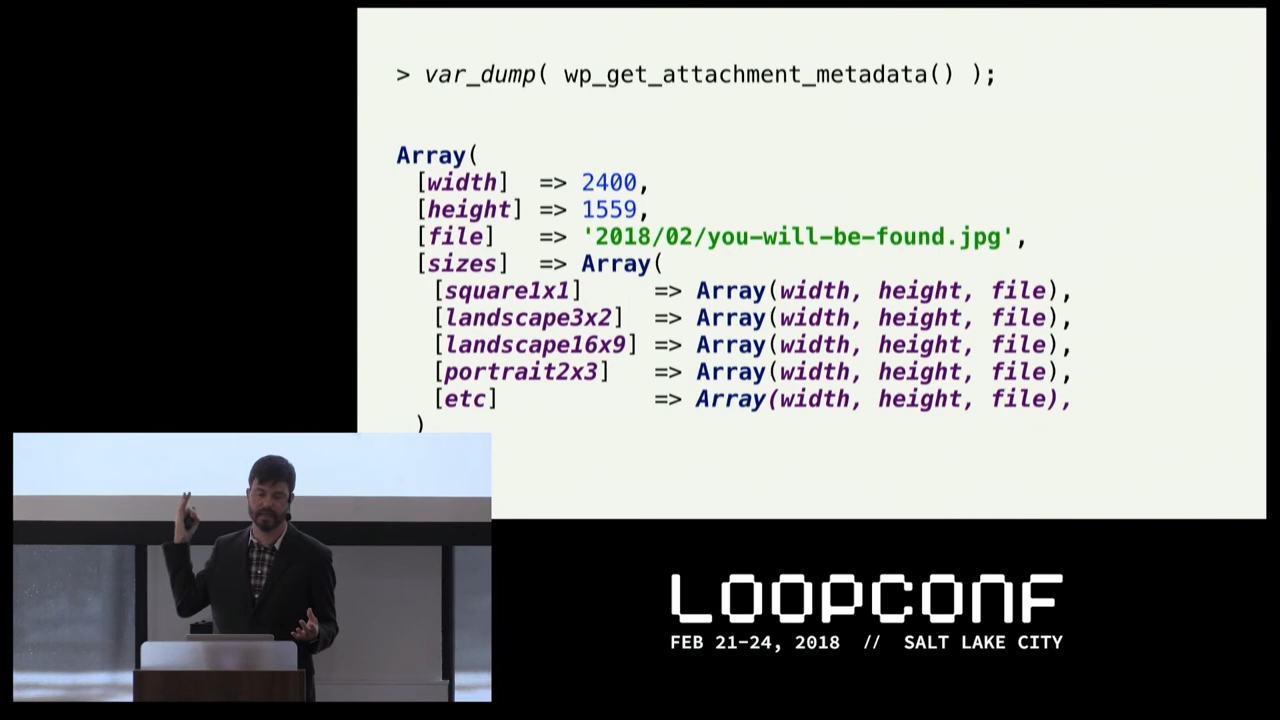 > var_dump( wp_get_attachment_metadata() );
Array(
[width] => 2400,
[height] => 1559,
[file] => '2018/02/you-will-be-found.jpg',
[sizes] => Array(
[square1x1] => Array(width, height, file),
[landscape3x2] => Array(width, height, file),
[landscape16x9] => Array(width, height, file),
[portrait2x3] => Array(width, height, file),
[etc] => Array(width, height, file),
)
LOOPCONF
FEB 21-24, 2018 // SALT LAKE CITY